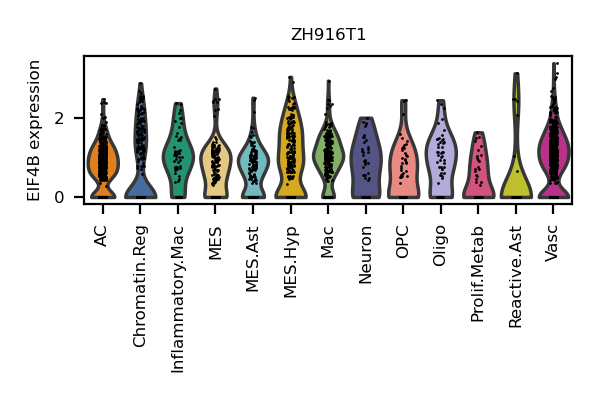 ZH916T1
EIF4B expression
2
0
AC
Chromatin.Reg
Inflammatory.Mac
MES
MES.Ast
MES.Hyp
Mac
Neuron
OPC
Oligo
Prolif.Metab
Reactive.Ast
Vasc